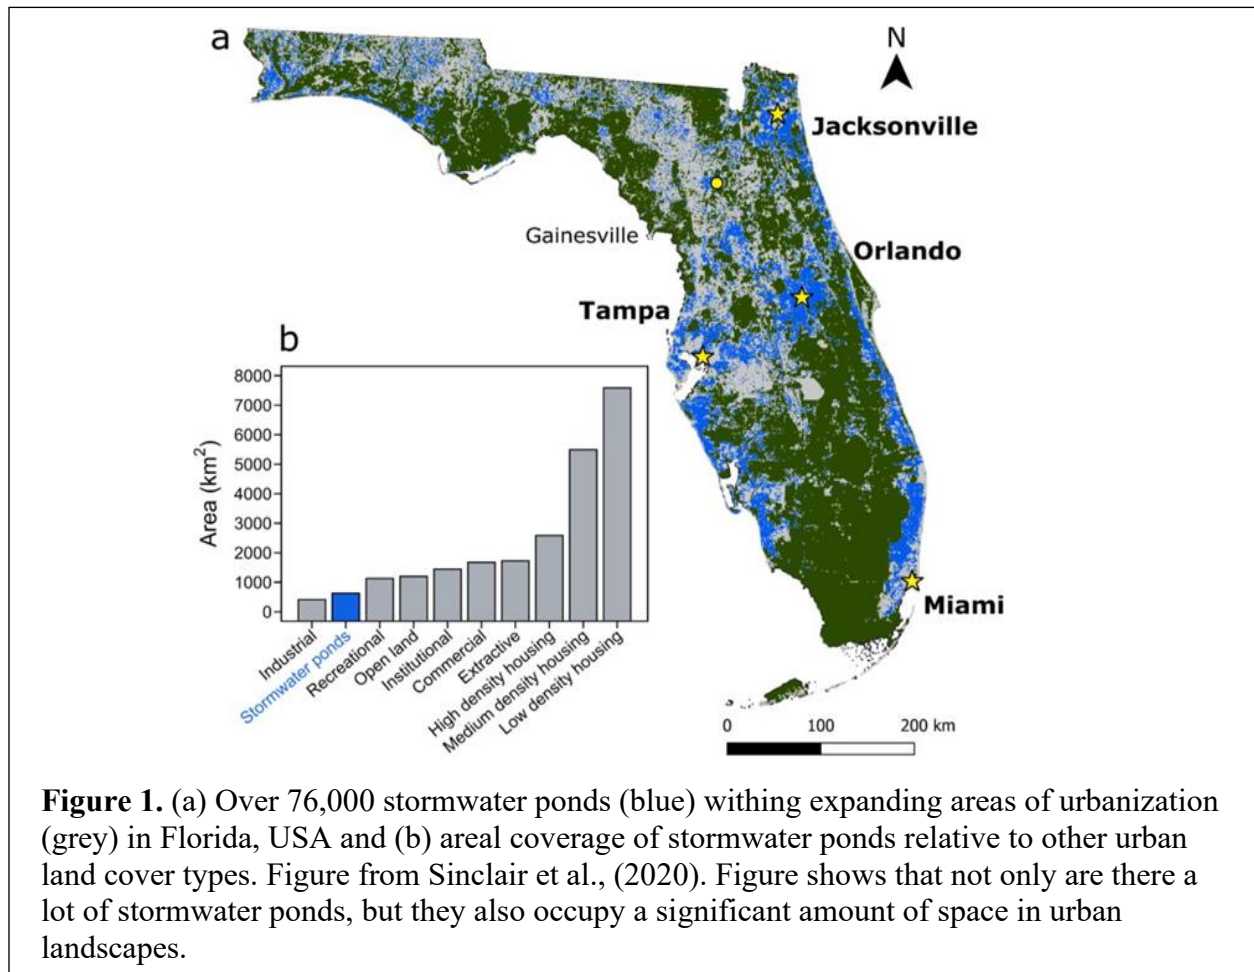 a
N
Jacksonville
Gainesville
Orlando
Tampa
b
8000
7000
6000
5000
4000
3000
2000
1000
0
Area (km²)
Industrial
Stormwater ponds
Recreational
Open land
Institutional
Commercial
Extractive
High density housing
Medium density housing
Low density housing
Miami
0 100 200 km
Figure 1. (a) Over 76,000 stormwater ponds (blue) withing expanding areas of urbanization
(grey) in Florida, USA and (b) areal coverage of stormwater ponds relative to other urban
land cover types. Figure from Sinclair et al., (2020). Figure shows that not only are there a
lot of stormwater ponds, but they also occupy a significant amount of space in urban
landscapes.